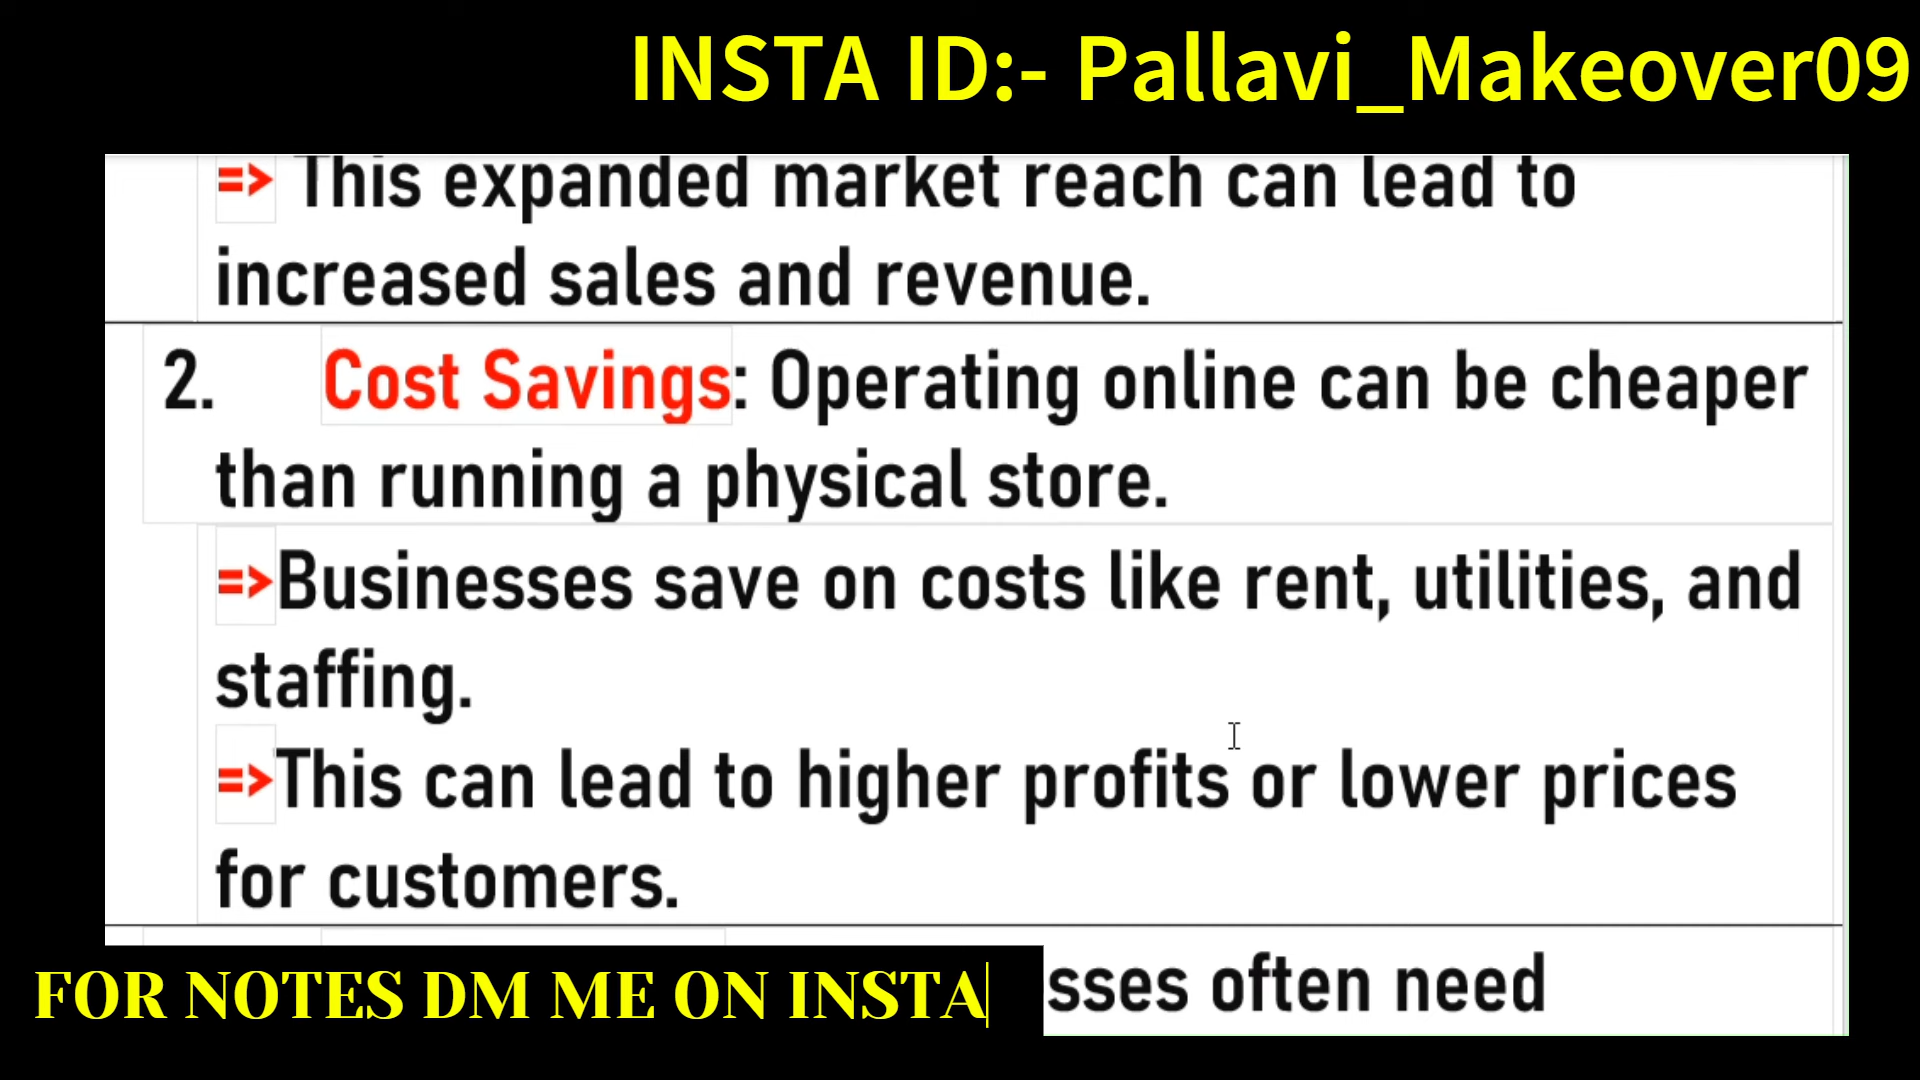 INSTA ID:- Pallavi_Makeover09
=> This expanded market reach can lead to
increased sales and revenue.
2. Cost Savings: Operating online can be cheaper
than running a physical store.
=>Businesses save on costs like rent, utilities, and
staffing.
=>This can lead to higher profits or lower prices
for customers.
sses often need
FOR NOTES DM ME ON INSTA